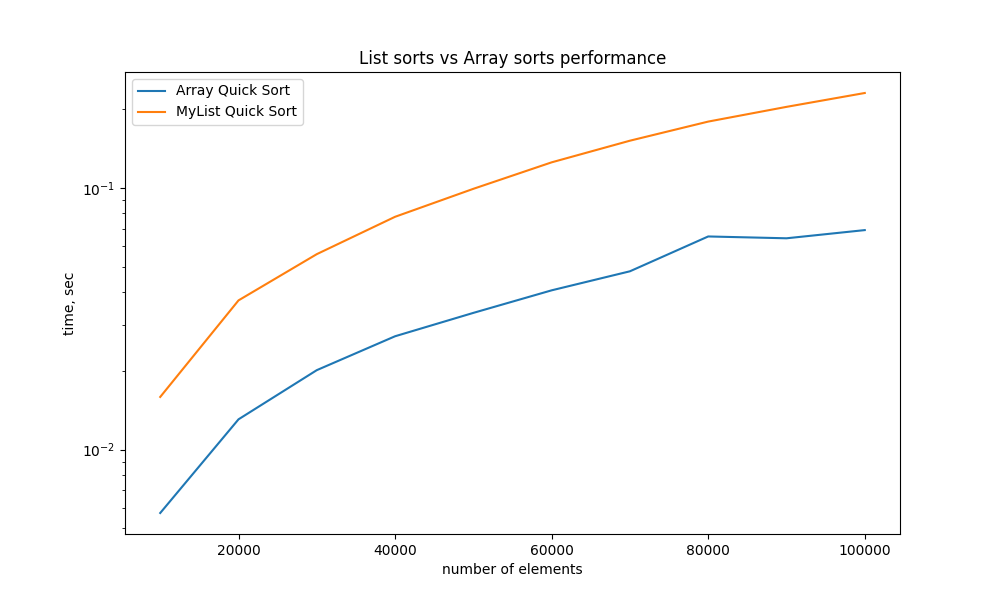 List sorts vs Array sorts performance
Array Quick Sort
MyList Quick Sort
10⁻¹
10⁻²
time, sec
20000
40000
60000
80000
100000
number of elements